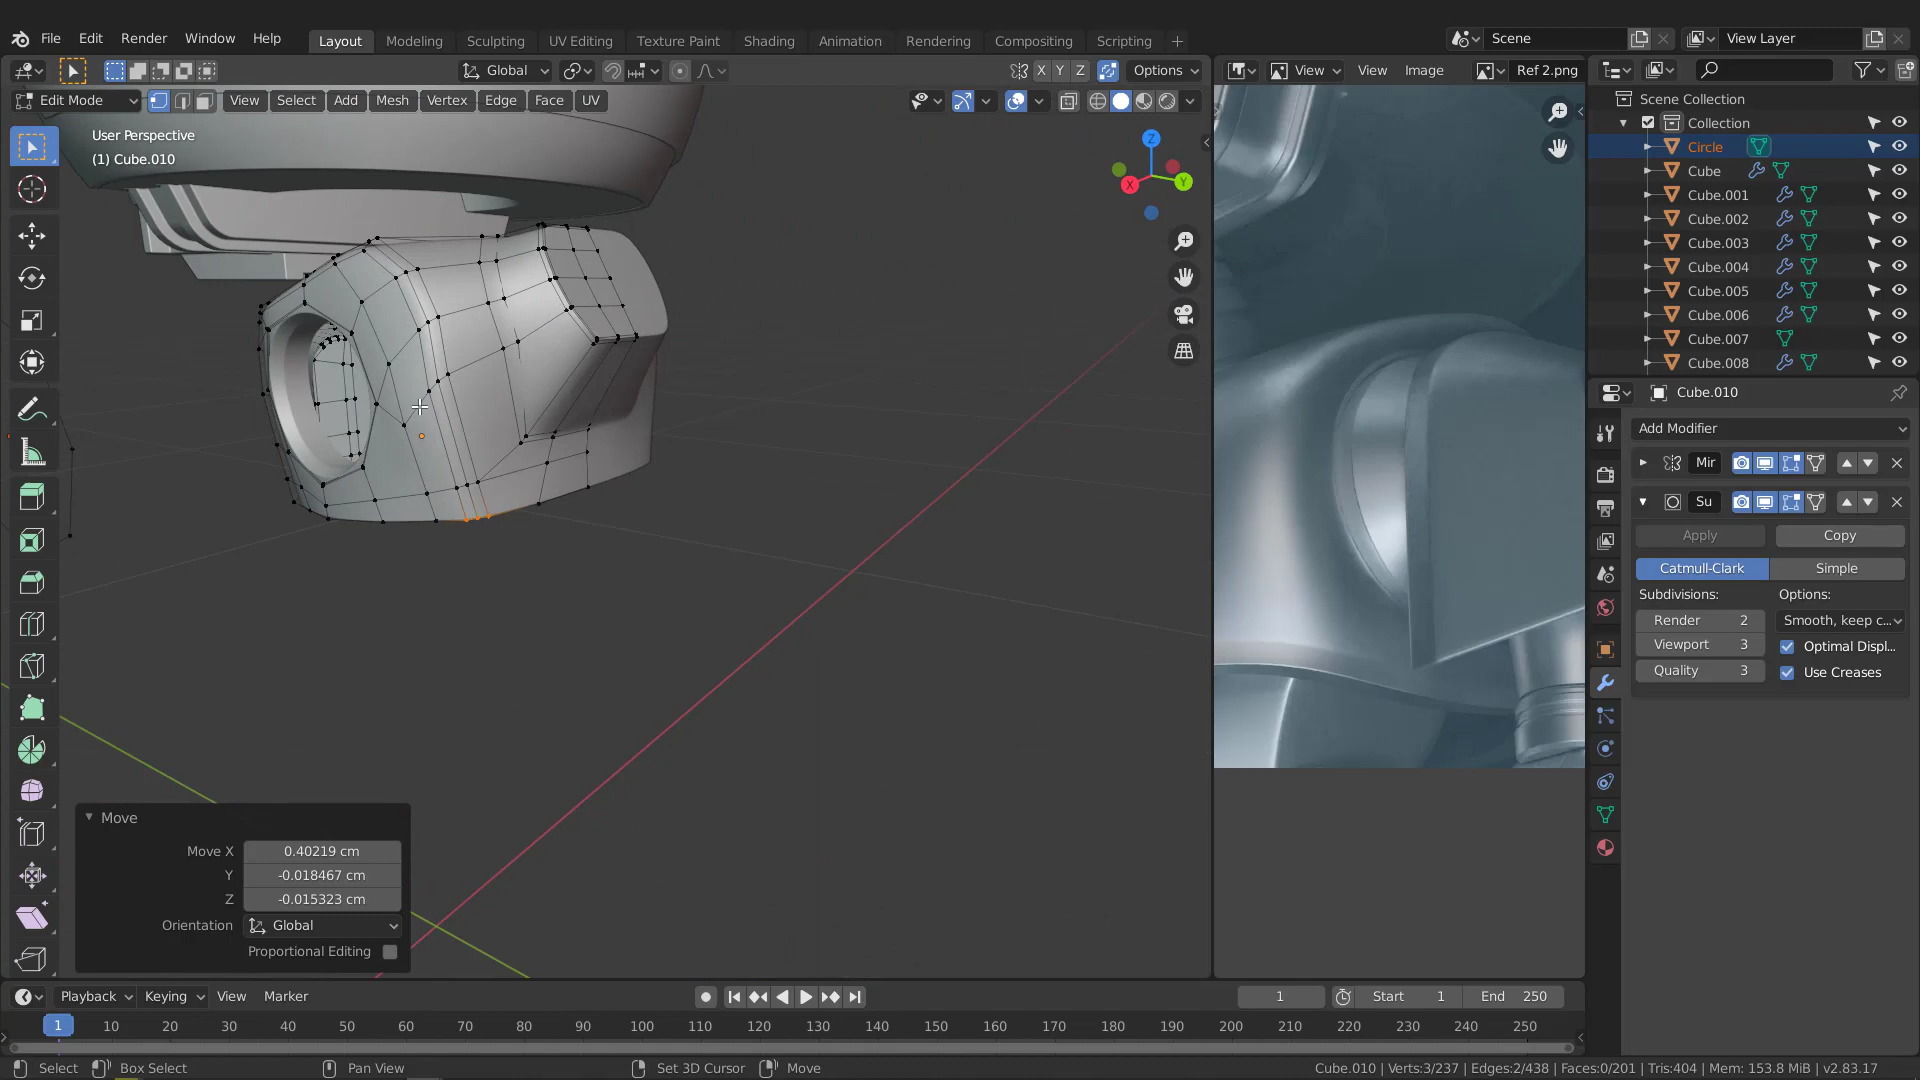 File Edit Render Window Help
Layout Modeling Sculpting UV Editing Texture Paint Shading Animation Rendering Compositing Scripting +
Scene
View Layer
Global
X Y Z
Options
View View Image Ref 2.png
Edit Mode View Select Add Mesh Vertex Edge Face UV
User Perspective
(1) Cube.010
Z
X
Y
Scene Collection
Collection
Circle
Cube
Cube.001
Cube.002
Cube.003
Cube.004
Cube.005
Cube.006
Cube.007
Cube.008
Cube.010
Add Modifier
Mir
Su
Apply Copy
Catmull-Clark Simple
Subdivisions: Options:
Render 2 Smooth, keep c...
Viewport 3 Optimal Displ...
Quality 3 Use Creases
Move
Move X 0.40219 cm
Y -0.018467 cm
Z -0.015323 cm
Orientation Global
Proportional Editing
Playback Keying View Marker
1 Start 1 End 250
1 10 20 30 40 50 60 70 80 90 100 110 120 130 140 150 160 170 180 190 200 210 220 230 240 250
Select Box Select Pan View Set 3D Cursor Move
Cube.010 | Verts:3/237 | Edges:2/438 | Faces:0/201 | Tris:404 | Mem: 153.8 MiB | v2.83.17